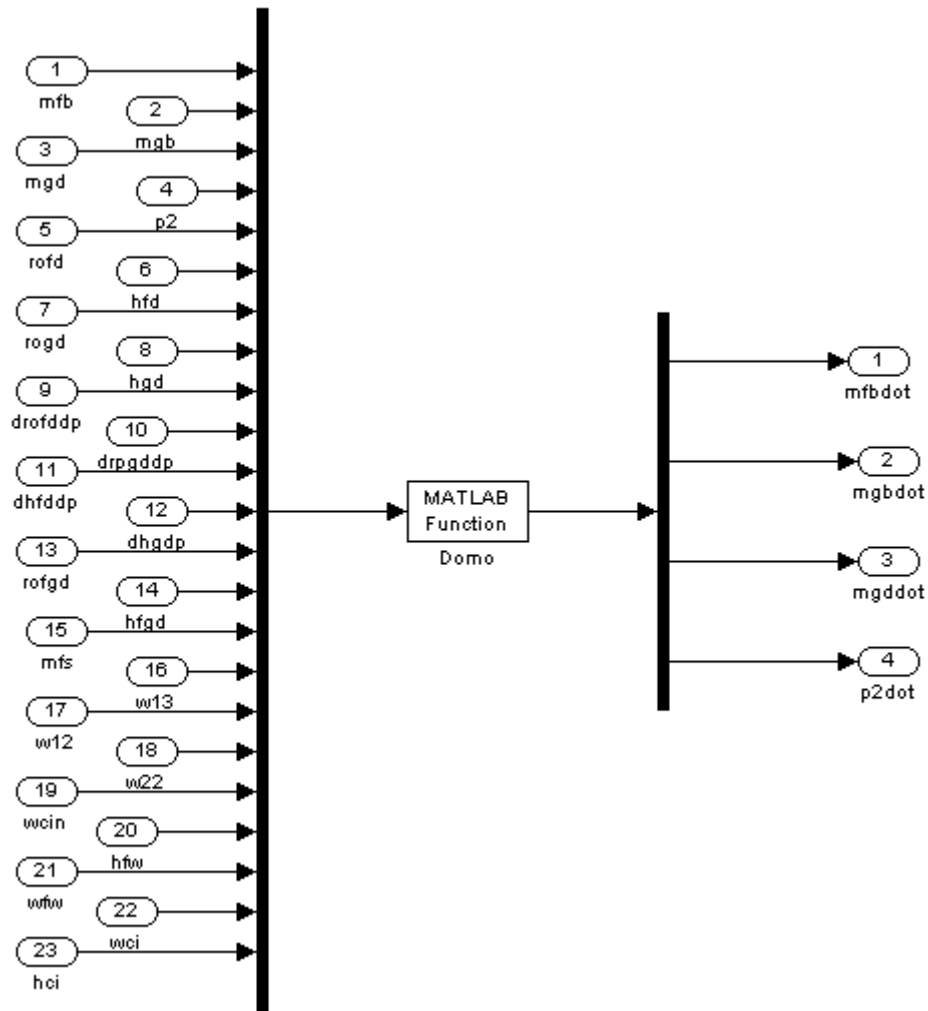 1
mfb
2
mgb
3
mgd
4
p2
5
rofd
6
hfd
7
rogd
8
hgd
9
drofddp
10
drpgddp
11
dhfddp
12
dhgdp
13
rofgd
14
hfgd
15
mfs
16
w13
17
w12
18
w22
19
wcin
20
hfw
21
wfw
22
wci
23
hci
MATLAB
Function
Domo
1
mfbdot
2
mgbdot
3
mgddot
4
p2dot